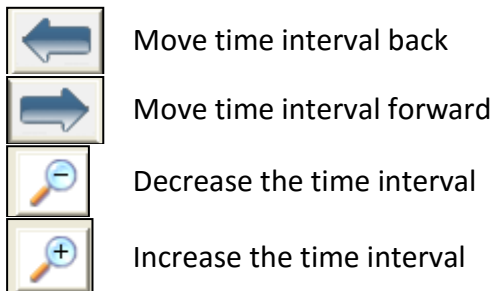 Move time interval back
Move time interval forward
Decrease the time interval
Increase the time interval